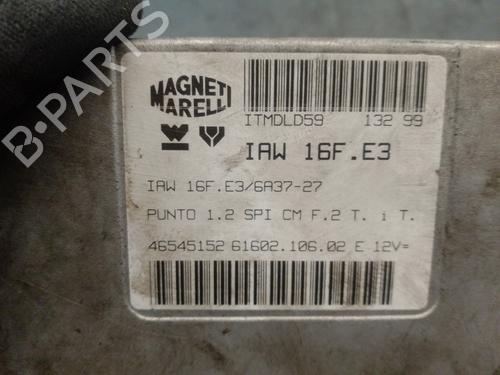 MAGNETI
MARELLI
ITMDLD59 132 99
IAW 16F.E3
IAW 16F.E3/6A37-27
PUNTO 1.2 SPI CM F.2 T. i T.
46545152 61602.106.02 E 12V=
B-PARTS